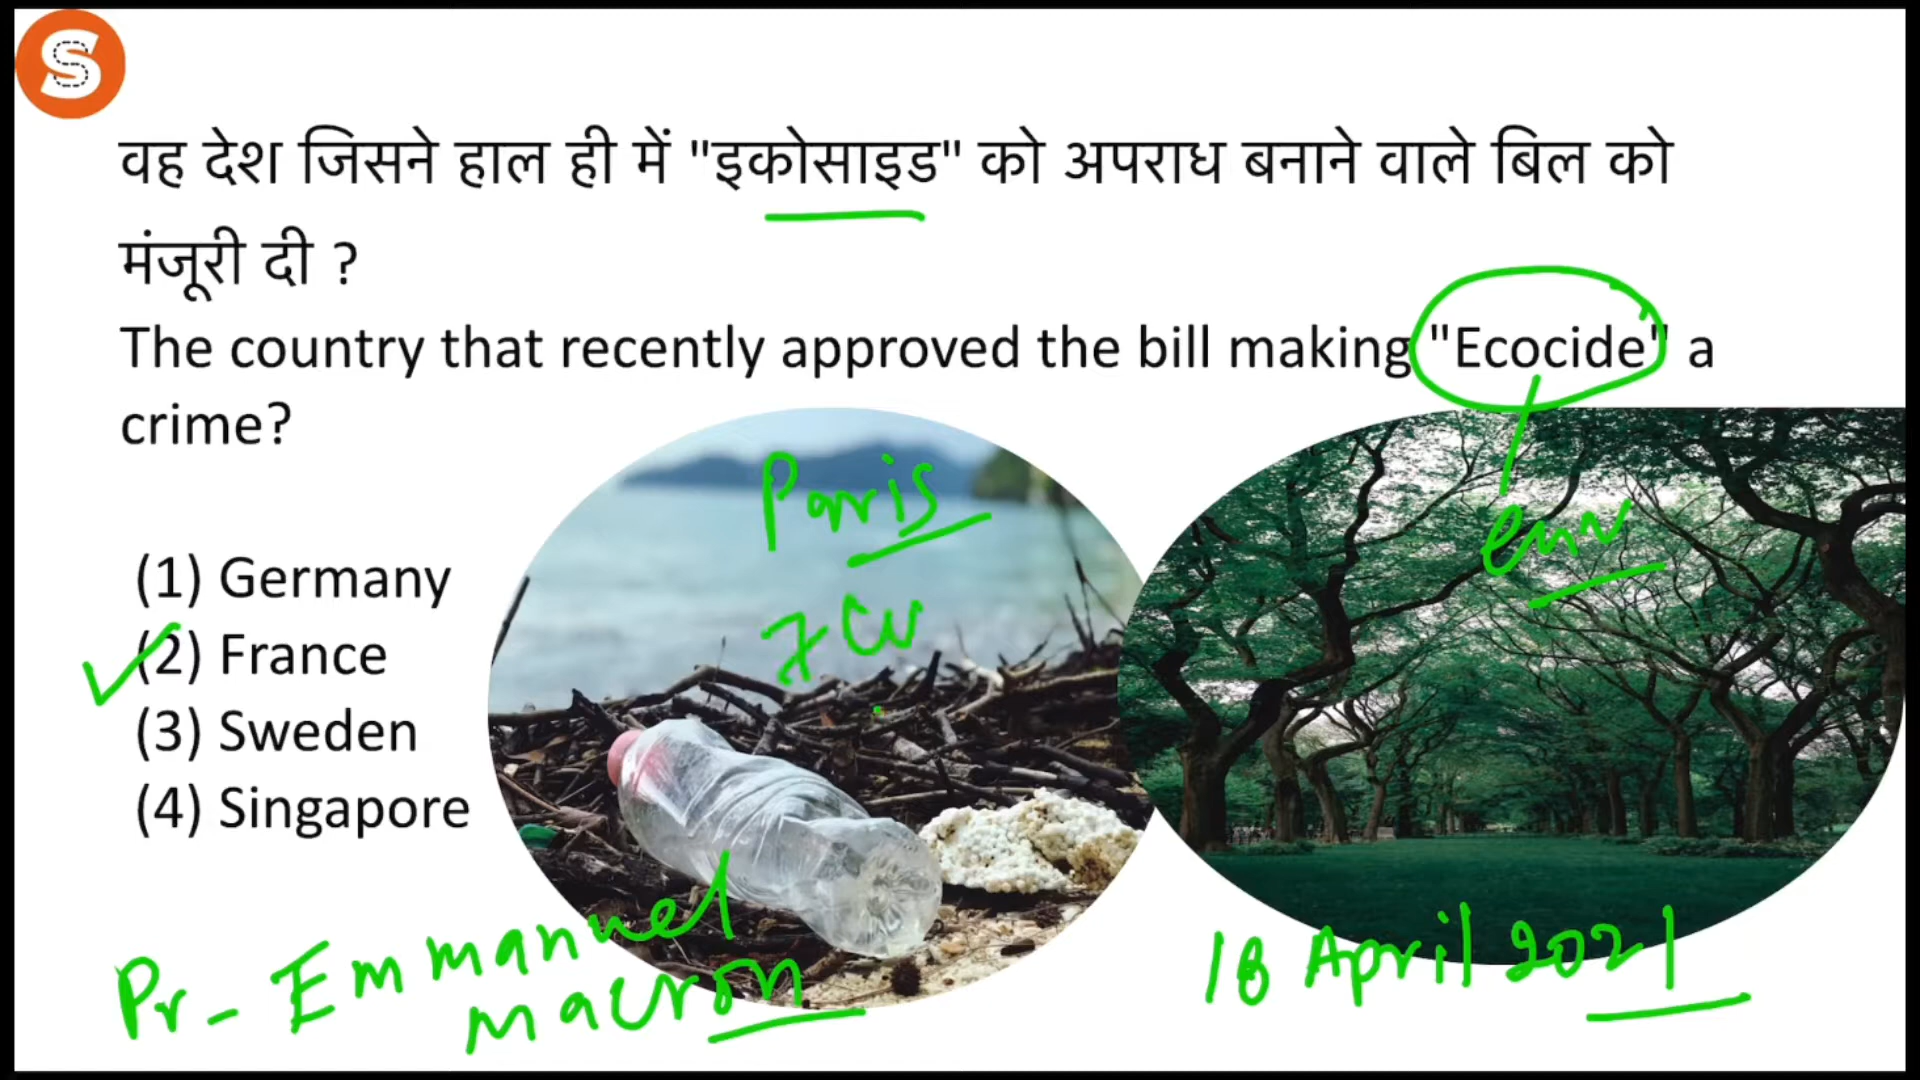 S
वह देश जिसने हाल ही में "इकोसाइड" को अपराध बनाने वाले बिल को
मंजूरी दी ?
The country that recently approved the bill making "Ecocide" a
crime?
Paris
env
(1) Germany
(2) France
(3) Sweden
(4) Singapore
Pr - Emmanuel
Macron
18 April 2021